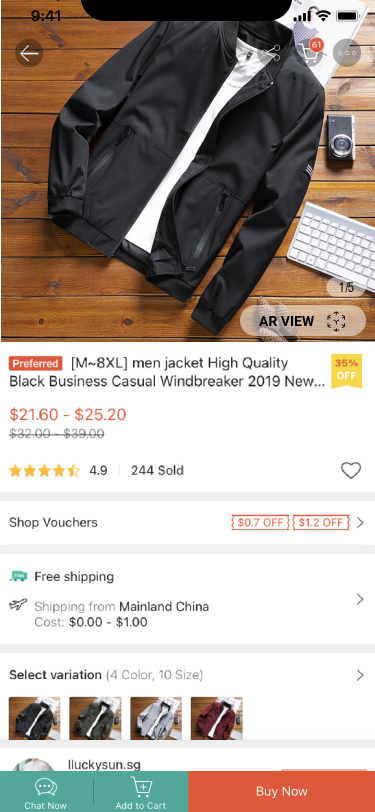 9:41
61
1/5
AR VIEW
Preferred [M~8XL] men jacket High Quality
Black Business Casual Windbreaker 2019 New...
35%
OFF
$21.60 - $25.20
$32.00 - $39.00
4.9 244 Sold
Shop Vouchers $0.7 OFF $1.2 OFF
Free shipping
Shipping from Mainland China
Cost: $0.00 - $1.00
Select variation (4 Color, 10 Size)
lluckysun.sg
Chat Now
Add to Cart
Buy Now